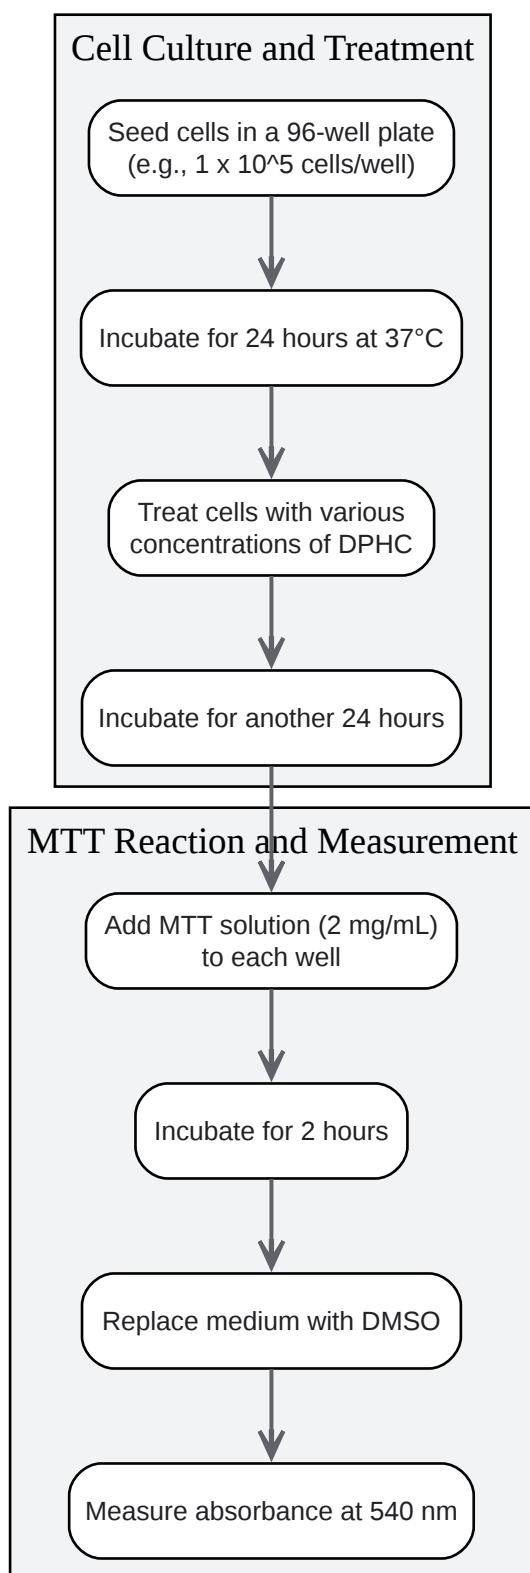 Cell Culture and Treatment
Seed cells in a 96-well plate
(e.g., 1 x 10^5 cells/well)
Incubate for 24 hours at 37°C
Treat cells with various
concentrations of DPHC
Incubate for another 24 hours
MTT Reaction and Measurement
Add MTT solution (2 mg/mL)
to each well
Incubate for 2 hours
Replace medium with DMSO
Measure absorbance at 540 nm